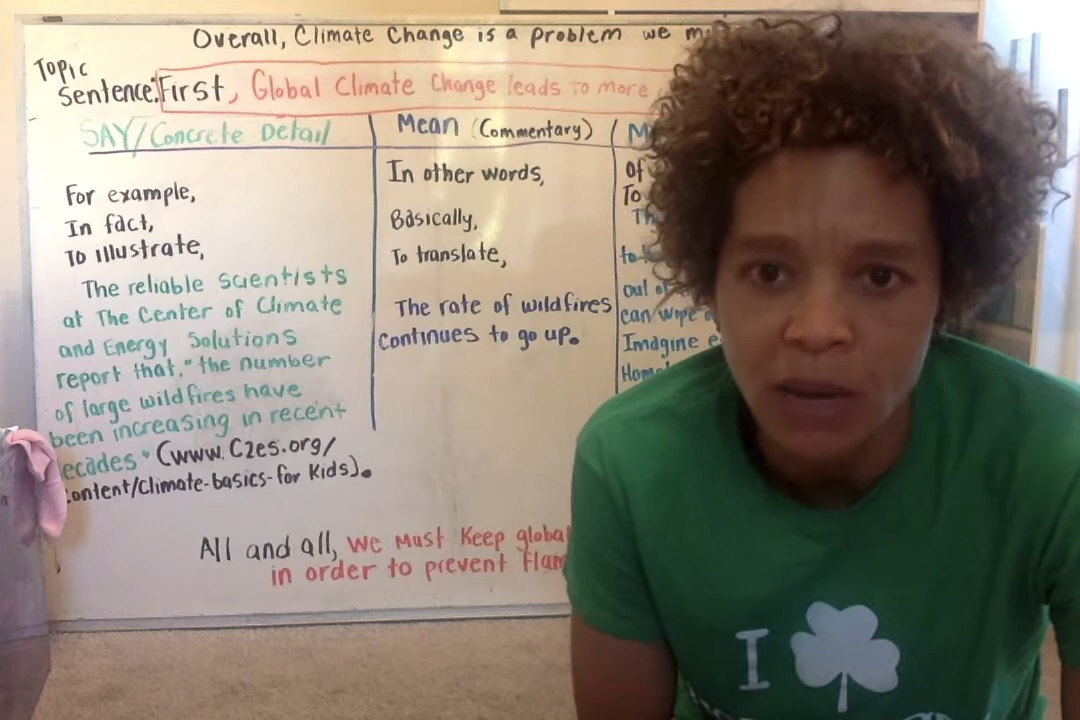 Overall, Climate Change is a problem we
Topic
Sentence: First, Global Climate Change leads to more
SAY/Concrete Detail
Mean (Commentary)
For example,
In fact,
To illustrate,
The reliable scientists
at The Center of Climate
and Energy Solutions
report that, "the number
of large wildfires have
been increasing in recent
ecades" (www.C2es.org/
content/climate-basics-for Kids).
In other words,
Basically,
To translate,
The rate of wildfires
continues to go up.
Of
To
out of
can wipe
Imagine
All and all, we must keep global
in order to prevent
I